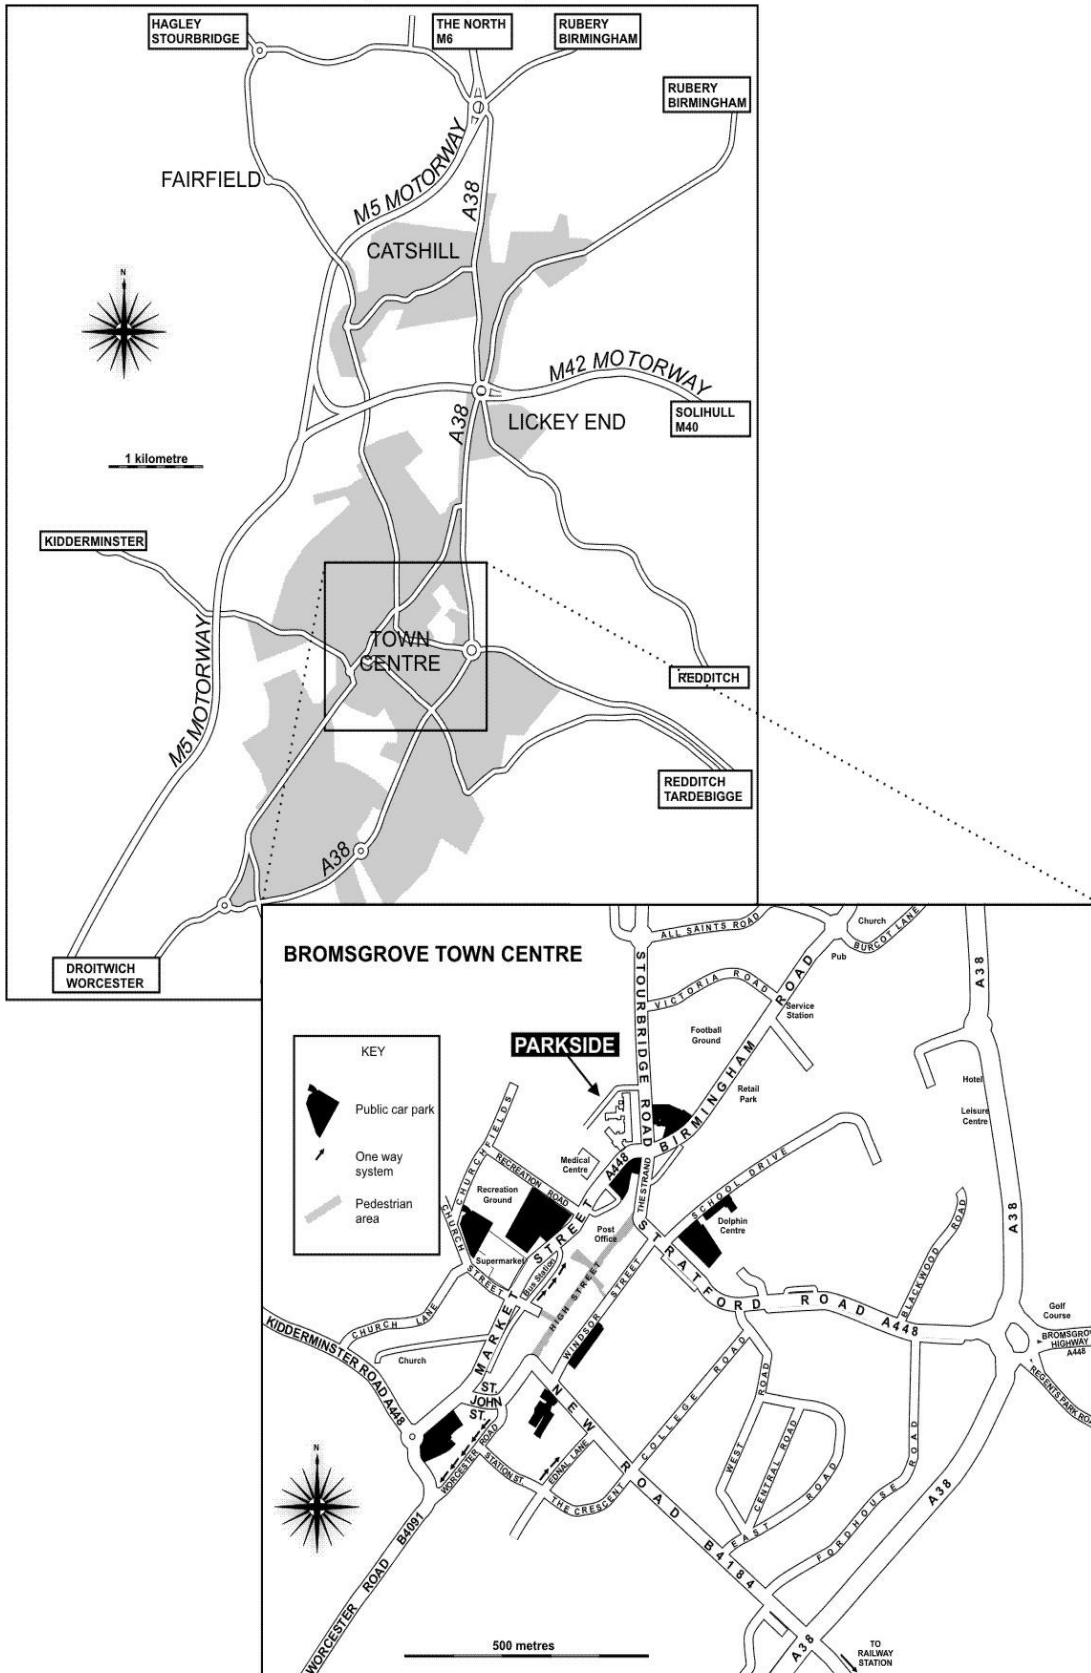 HAGLEY
STOURBRIDGE
THE NORTH
M6
RUBERY
BIRMINGHAM
RUBERY
BIRMINGHAM
FAIRFIELD
M5 MOTORWAY
A38
CATSHILL
N
M42 MOTORWAY
SOLIHULL
M40
A38
LICKEY END
1 kilometre
KIDDERMINSTER
TOWN
CENTRE
REDDITCH
M5 MOTORWAY
REDDITCH
TARDEBIGGE
A38
DROITWICH
WORCESTER
BROMSGROVE TOWN CENTRE
KEY
Public car park
One way
system
Pedestrian
area
PARKSIDE
STOURBRIDGE ROAD
ALL SAINTS ROAD
Church
BURCOT LANE
Pub
VICTORIA ROAD
Service
Station
BIRMINGHAM ROAD
Football
Ground
Retail
Park
A38
Hotel
Leisure
Centre
A38
CHURCHFIELDS
RECREATION ROAD
Medical
Centre
A448
THE STRAND
SCHOOL DRIVE
Dolphin
Centre
Recreation
Ground
CHURCH STREET
Supermarket
Post
Office
Bus Station
MARKET STREET
HIGH STREET
WINDSOR STREET
STRATFORD ROAD
A448
BLACKWOOD ROAD
Golf
Course
BROMSGROVE
HIGHWAY
A448
REGENTS PARK ROAD
KIDDERMINSTER ROAD A448
CHURCH LANE
Church
ST.
JOHN
ST.
WORCESTER ROAD
STATION ST.
EDNAL LANE
THE CRESCENT
NEW ROAD B4184
COLLEGE ROAD
WEST ROAD
CENTRAL ROAD
EAST ROAD
FORDHOUSE ROAD
A38
N
WORCESTER ROAD B4091
500 metres
A38
TO
RAILWAY
STATION